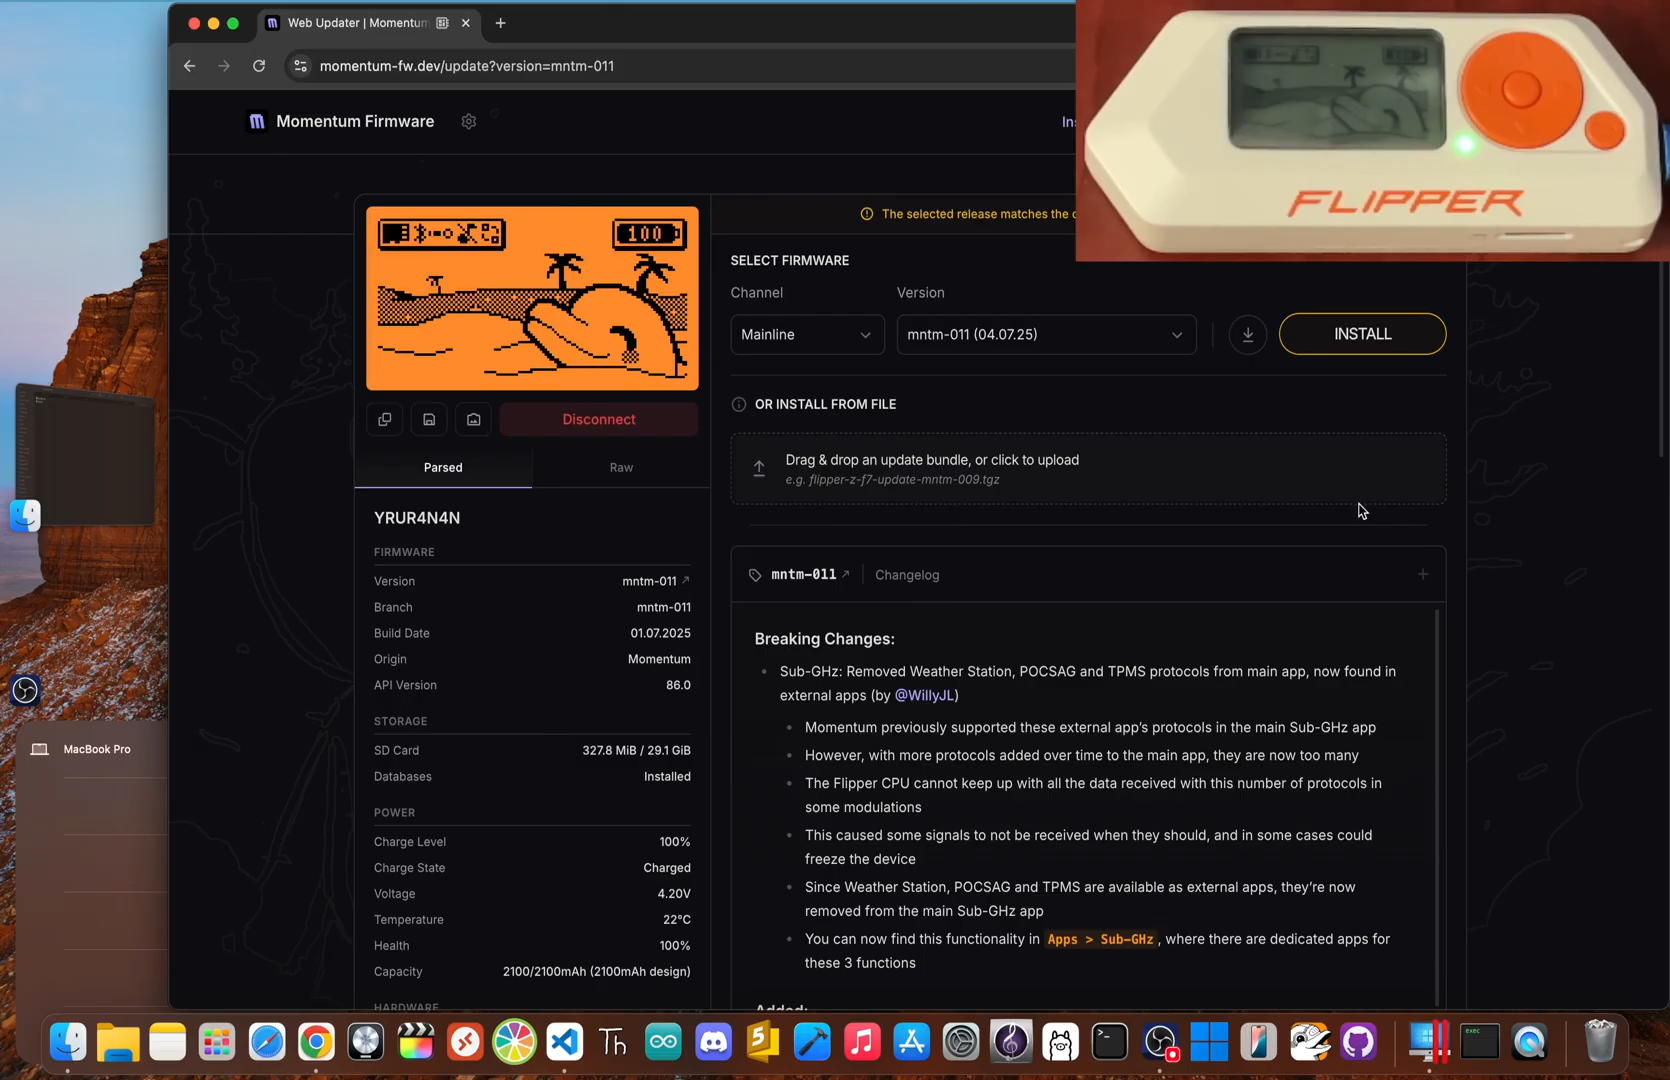 Web Updater | Momentum
momentum-fw.dev/update?version=mntm-011
Momentum Firmware
Ins
FLIPPER
100
The selected release matches the c
SELECT FIRMWARE
Channel
Version
Mainline
mntm-011 (04.07.25)
INSTALL
OR INSTALL FROM FILE
Drag & drop an update bundle, or click to upload
e.g. flipper-z-f7-update-mntm-009.tgz
Disconnect
Parsed
Raw
YRUR4N4N
FIRMWARE
Version mntm-011
Branch mntm-011
Build Date 01.07.2025
Origin Momentum
API Version 86.0
STORAGE
SD Card 327.8 MiB / 29.1 GiB
Databases Installed
POWER
Charge Level 100%
Charge State Charged
Voltage 4.20V
Temperature 22°C
Health 100%
Capacity 2100/2100mAh (2100mAh design)
HARDWARE
mntm-011
Changelog
Breaking Changes:
Sub-GHz: Removed Weather Station, POCSAG and TPMS protocols from main app, now found in
external apps (by @WillyJL)
Momentum previously supported these external app's protocols in the main Sub-GHz app
However, with more protocols added over time to the main app, they are now too many
The Flipper CPU cannot keep up with all the data received with this number of protocols in
some modulations
This caused some signals to not be received when they should, and in some cases could
freeze the device
Since Weather Station, POCSAG and TPMS are available as external apps, they're now
removed from the main Sub-GHz app
You can now find this functionality in Apps > Sub-GHz, where there are dedicated apps for
these 3 functions
Added:
MacBook Pro
Th
5
exec